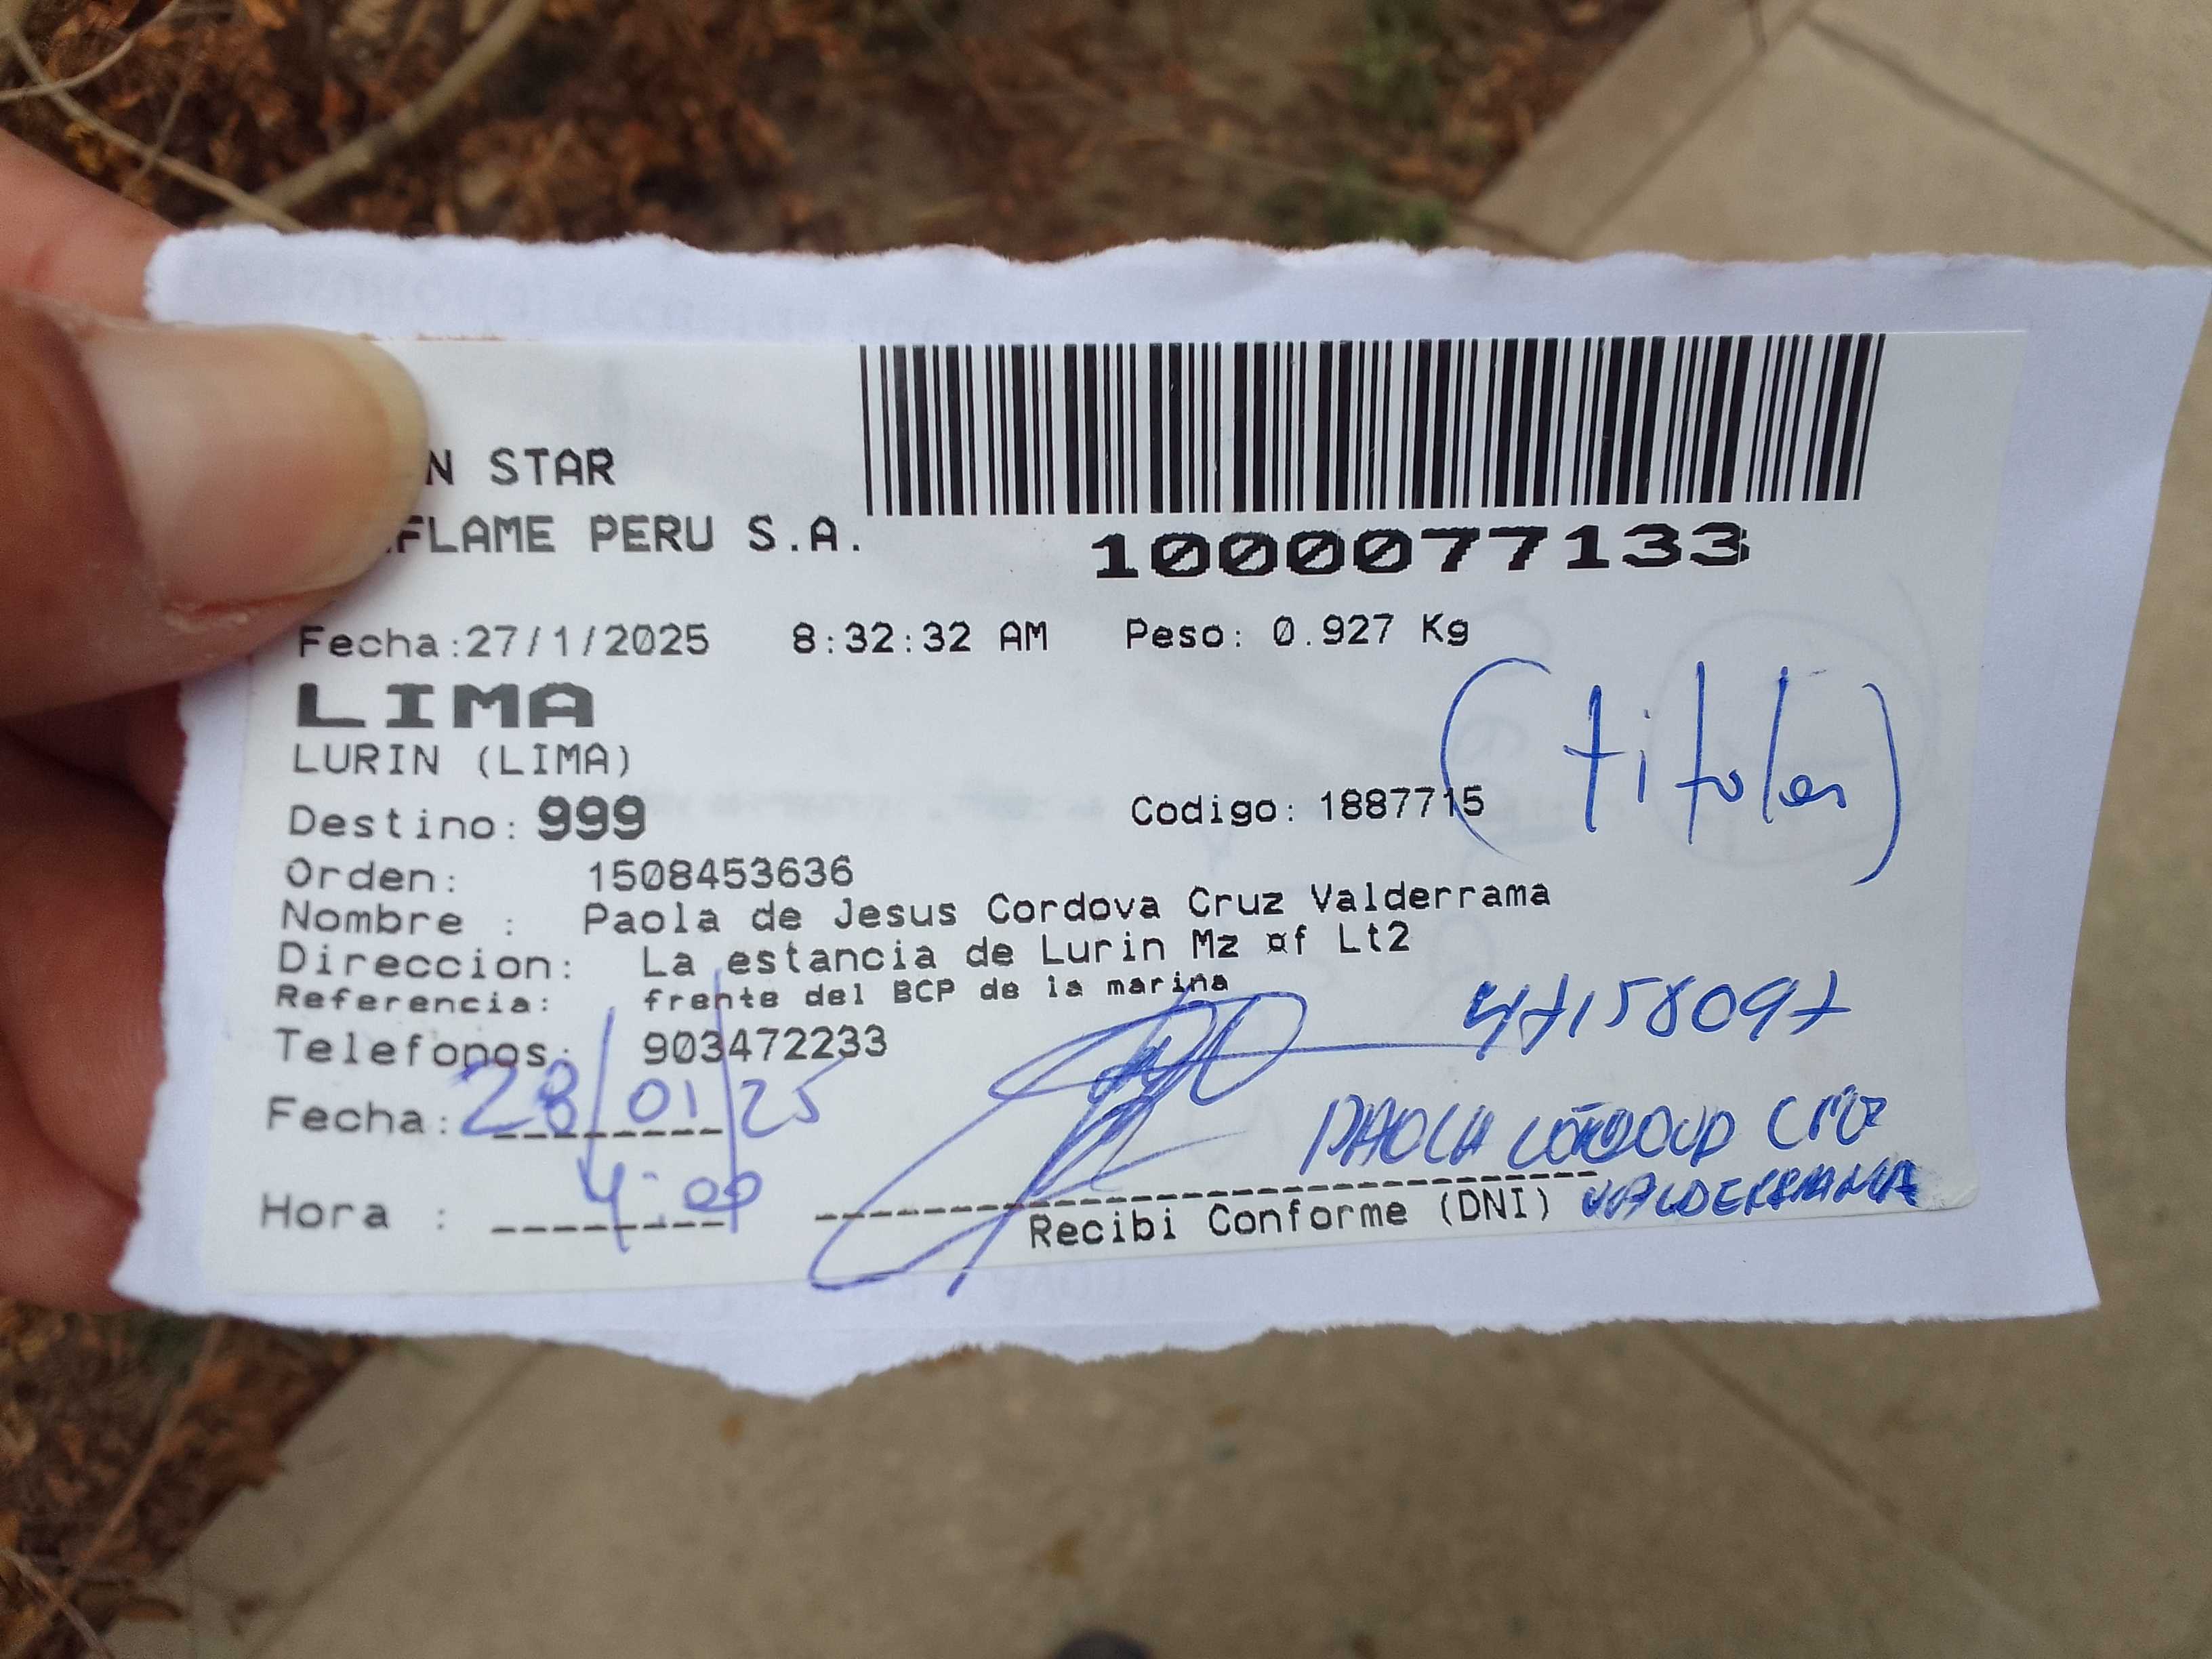 N STAR
FLAME PERU S.A.
1000077133
Fecha:27/1/2025 8:32:32 AM Peso: 0.927 Kg
LIMA
LURIN (LIMA)
(titular)
Destino: 999 Codigo: 1887715
Orden: 1508453636
Nombre : Paola de Jesus Cordova Cruz Valderrama
Direccion: La estancia de Lurin Mz ¤f Lt2
Referencia: frente del BCP de la marina
47158097
Telefonos: 903472233
Fecha: 28/01/25
PAOLA CORDOVA CRUZ
VALDERRAMA
Hora : 4:00
Recibi Conforme (DNI)